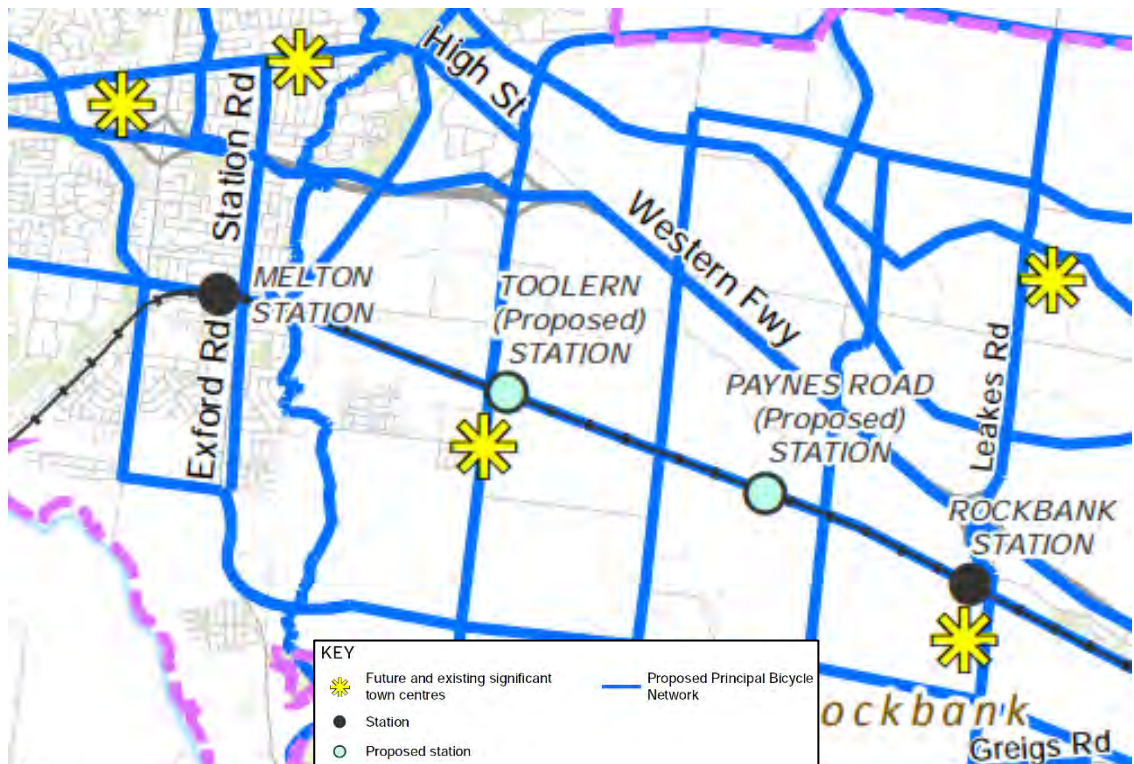 High St
Station Rd
Western Fwy
MELTON
STATION
TOOLERN
(Proposed)
STATION
Exford Rd
PAYNES ROAD
(Proposed)
STATION
Leakes Rd
ROCKBANK
STATION
KEY
Future and existing significant
town centres
Proposed Principal Bicycle
Network
Station
Proposed station
ockbank
Greigs Rd